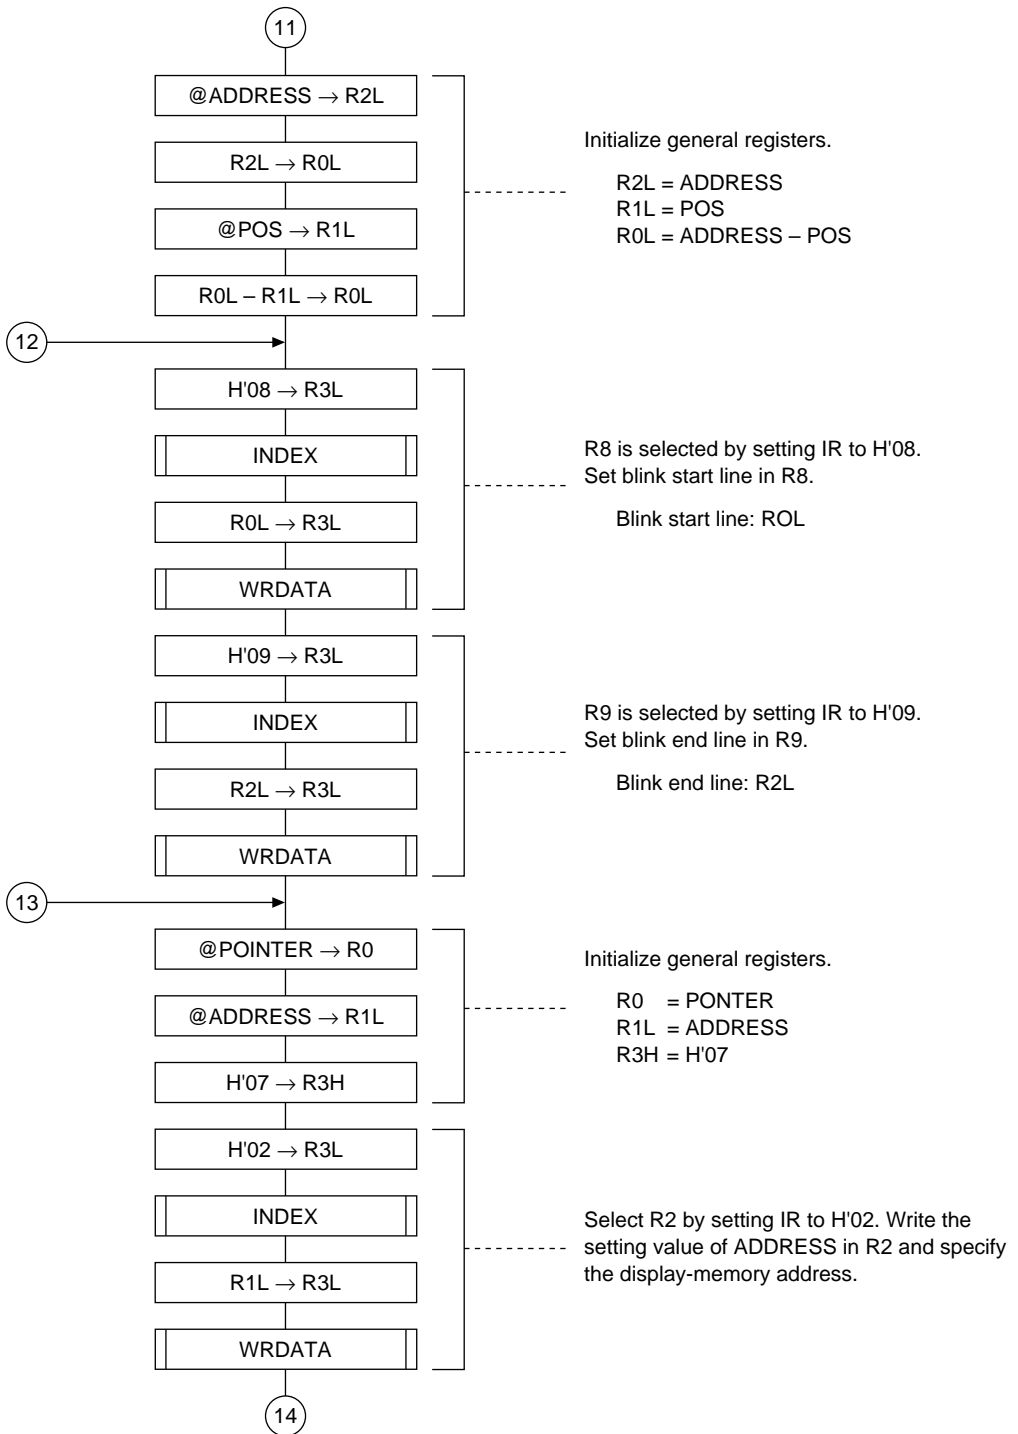 11
@ADDRESS → R2L
R2L → R0L
@POS → R1L
R0L – R1L → R0L
Initialize general registers.
R2L = ADDRESS
R1L = POS
R0L = ADDRESS – POS
12
H'08 → R3L
INDEX
R0L → R3L
WRDATA
R8 is selected by setting IR to H'08.
Set blink start line in R8.
Blink start line: ROL
H'09 → R3L
INDEX
R2L → R3L
WRDATA
R9 is selected by setting IR to H'09.
Set blink end line in R9.
Blink end line: R2L
13
@POINTER → R0
@ADDRESS → R1L
H'07 → R3H
Initialize general registers.
R0 = PONTER
R1L = ADDRESS
R3H = H'07
H'02 → R3L
INDEX
R1L → R3L
WRDATA
Select R2 by setting IR to H'02. Write the
setting value of ADDRESS in R2 and specify
the display-memory address.
14